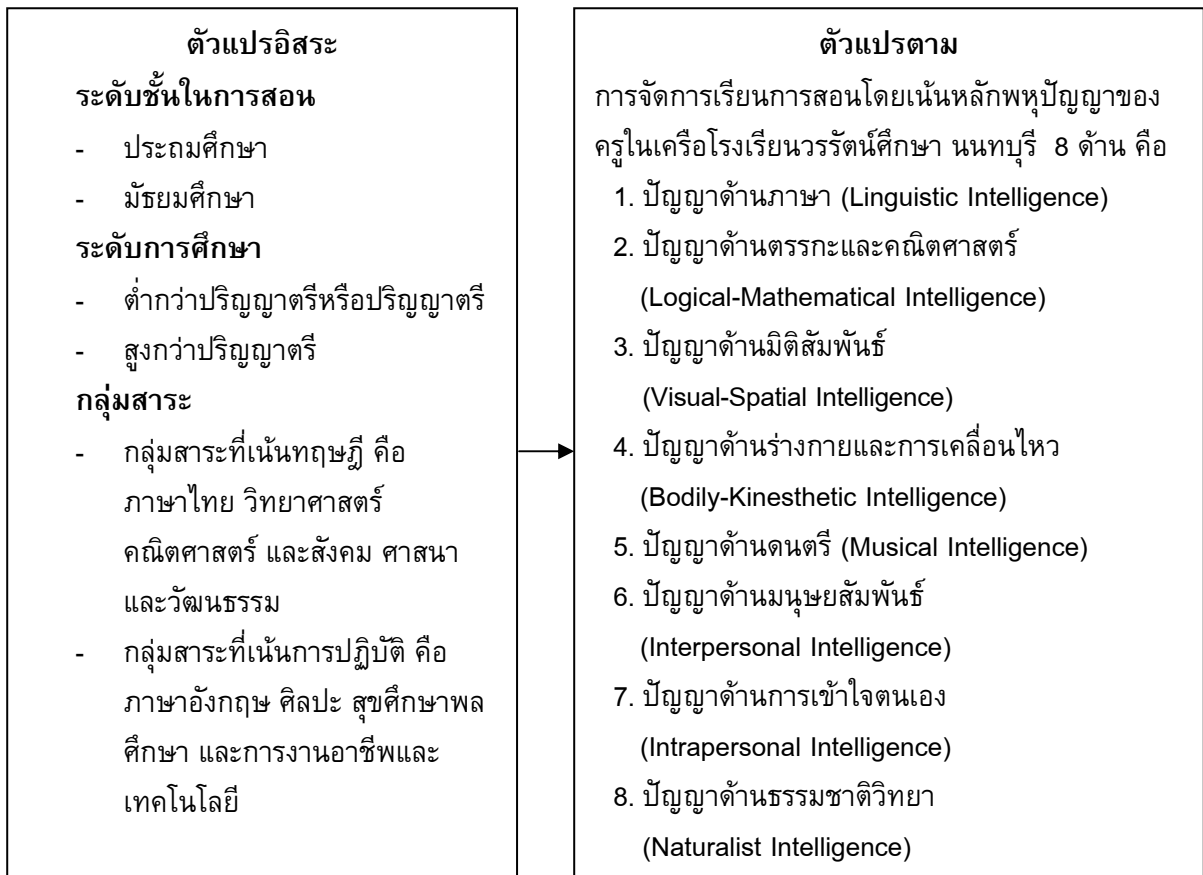 ตัวแปรอิสระ
ระดับชั้นในการสอน
- ประถมศึกษา
- มัธยมศึกษา
ระดับการศึกษา
- ต่ำกว่าปริญญาตรีหรือปริญญาตรี
- สูงกว่าปริญญาตรี
กลุ่มสาระ
- กลุ่มสาระที่เน้นทฤษฎี คือ
ภาษาไทย วิทยาศาสตร์
คณิตศาสตร์ และสังคม ศาสนา
และวัฒนธรรม
- กลุ่มสาระที่เน้นการปฏิบัติ คือ
ภาษาอังกฤษ ศิลปะ สุขศึกษาพล
ศึกษา และการงานอาชีพและ
เทคโนโลยี
ตัวแปรตาม
การจัดการเรียนการสอนโดยเน้นหลักพหุปัญญาของ
ครูในเครือโรงเรียนวรรัตน์ศึกษา นนทบุรี 8 ด้าน คือ
1. ปัญญาด้านภาษา (Linguistic Intelligence)
2. ปัญญาด้านตรรกะและคณิตศาสตร์
(Logical-Mathematical Intelligence)
3. ปัญญาด้านมิติสัมพันธ์
(Visual-Spatial Intelligence)
4. ปัญญาด้านร่างกายและการเคลื่อนไหว
(Bodily-Kinesthetic Intelligence)
5. ปัญญาด้านดนตรี (Musical Intelligence)
6. ปัญญาด้านมนุษยสัมพันธ์
(Interpersonal Intelligence)
7. ปัญญาด้านการเข้าใจตนเอง
(Intrapersonal Intelligence)
8. ปัญญาด้านธรรมชาติวิทยา
(Naturalist Intelligence)